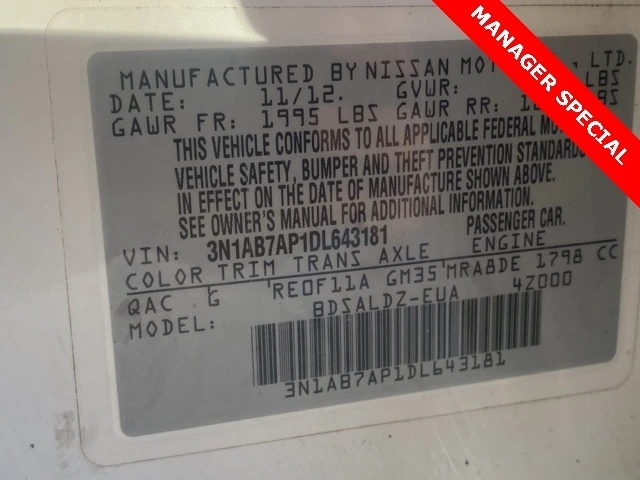 MANAGER SPECIAL
MANUFACTURED BY NISSAN , LTD.
DATE: 11/12. GVWR: LBS
GAWR FR: 1995 LBS GAWR RR:
THIS VEHICLE CONFORMS TO ALL APPLICABLE FEDERAL
VEHICLE SAFETY, BUMPER AND THEFT PREVENTION STANDARDS
IN EFFECT ON THE DATE OF MANUFACTURE SHOWN ABOVE.
SEE OWNER'S MANUAL FOR ADDITIONAL INFORMATION.
VIN: 3N1AB7AP1DL643181 PASSENGER CAR.
COLOR TRIM TRANS AXLE ENGINE
QAC G RE0F11A GM35 MRA8DE 1798 CC
MODEL: BDSALDZ-EUA 4Z000
3N1AB7AP1DL643181